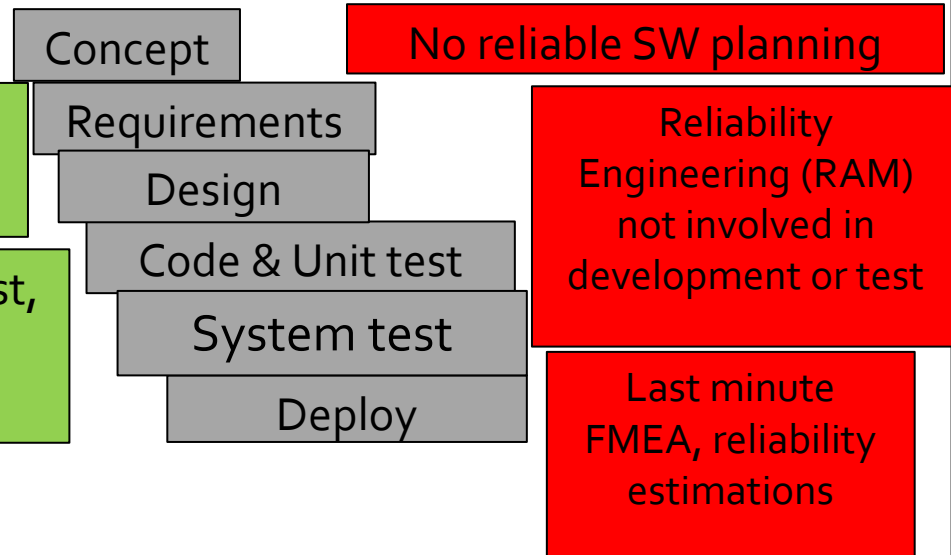 Concept
No reliable SW planning
Requirements
Design
Code & Unit test
System test
Deploy
Reliability
Engineering (RAM)
not involved in
development or test
Last minute
FMEA, reliability
estimations